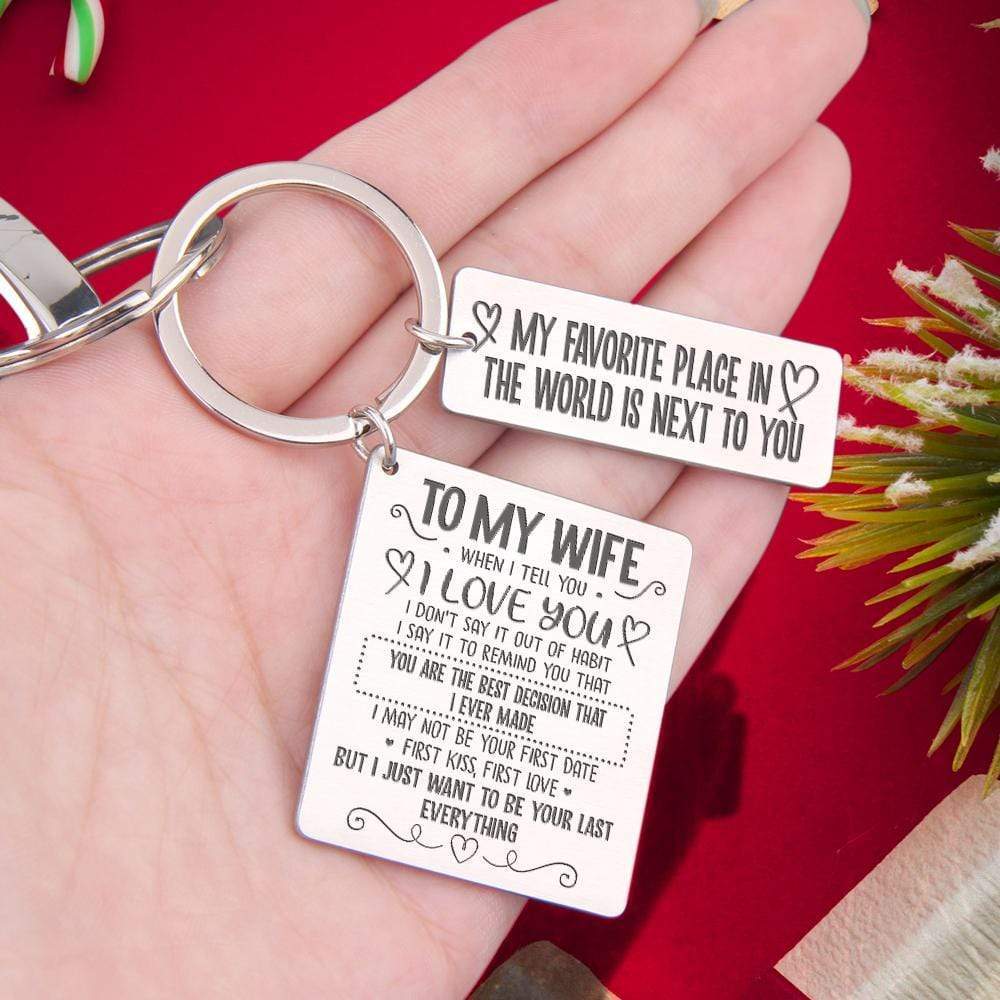 MY FAVORITE PLACE IN
THE WORLD IS NEXT TO YOU
TO MY WIFE
WHEN I TELL YOU
I LOVE YOU
I DON'T SAY IT OUT OF HABIT
I SAY IT TO REMIND YOU THAT
YOU ARE THE BEST DECISION THAT
I EVER MADE
I MAY NOT BE YOUR FIRST DATE
FIRST KISS, FIRST LOVE
BUT I JUST WANT TO BE YOUR LAST
EVERYTHING